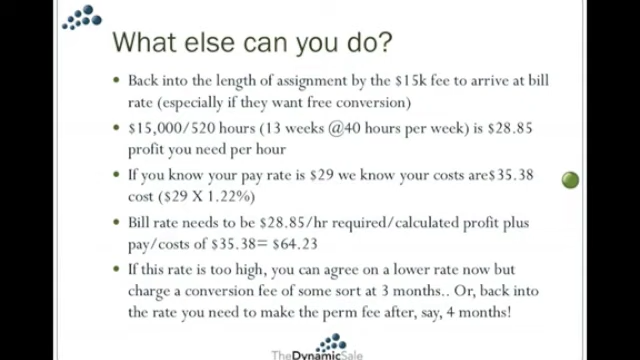 What else can you do?
Back into the length of assignment by the $15k fee to arrive at bill
rate (especially if they want free conversion)
$15,000/520 hours (13 weeks @40 hours per week) is $28.85
profit you need per hour
If you know your pay rate is $29 we know your costs are$35.38
cost ($29 X 1.22%)
Bill rate needs to be $28.85/hr required/calculated profit plus
pay/costs of $35.38= $64.23
If this rate is too high, you can agree on a lower rate now but
charge a conversion fee of some sort at 3 months.. Or, back into
the rate you need to make the perm fee after, say, 4 months!
TheDynamicSale